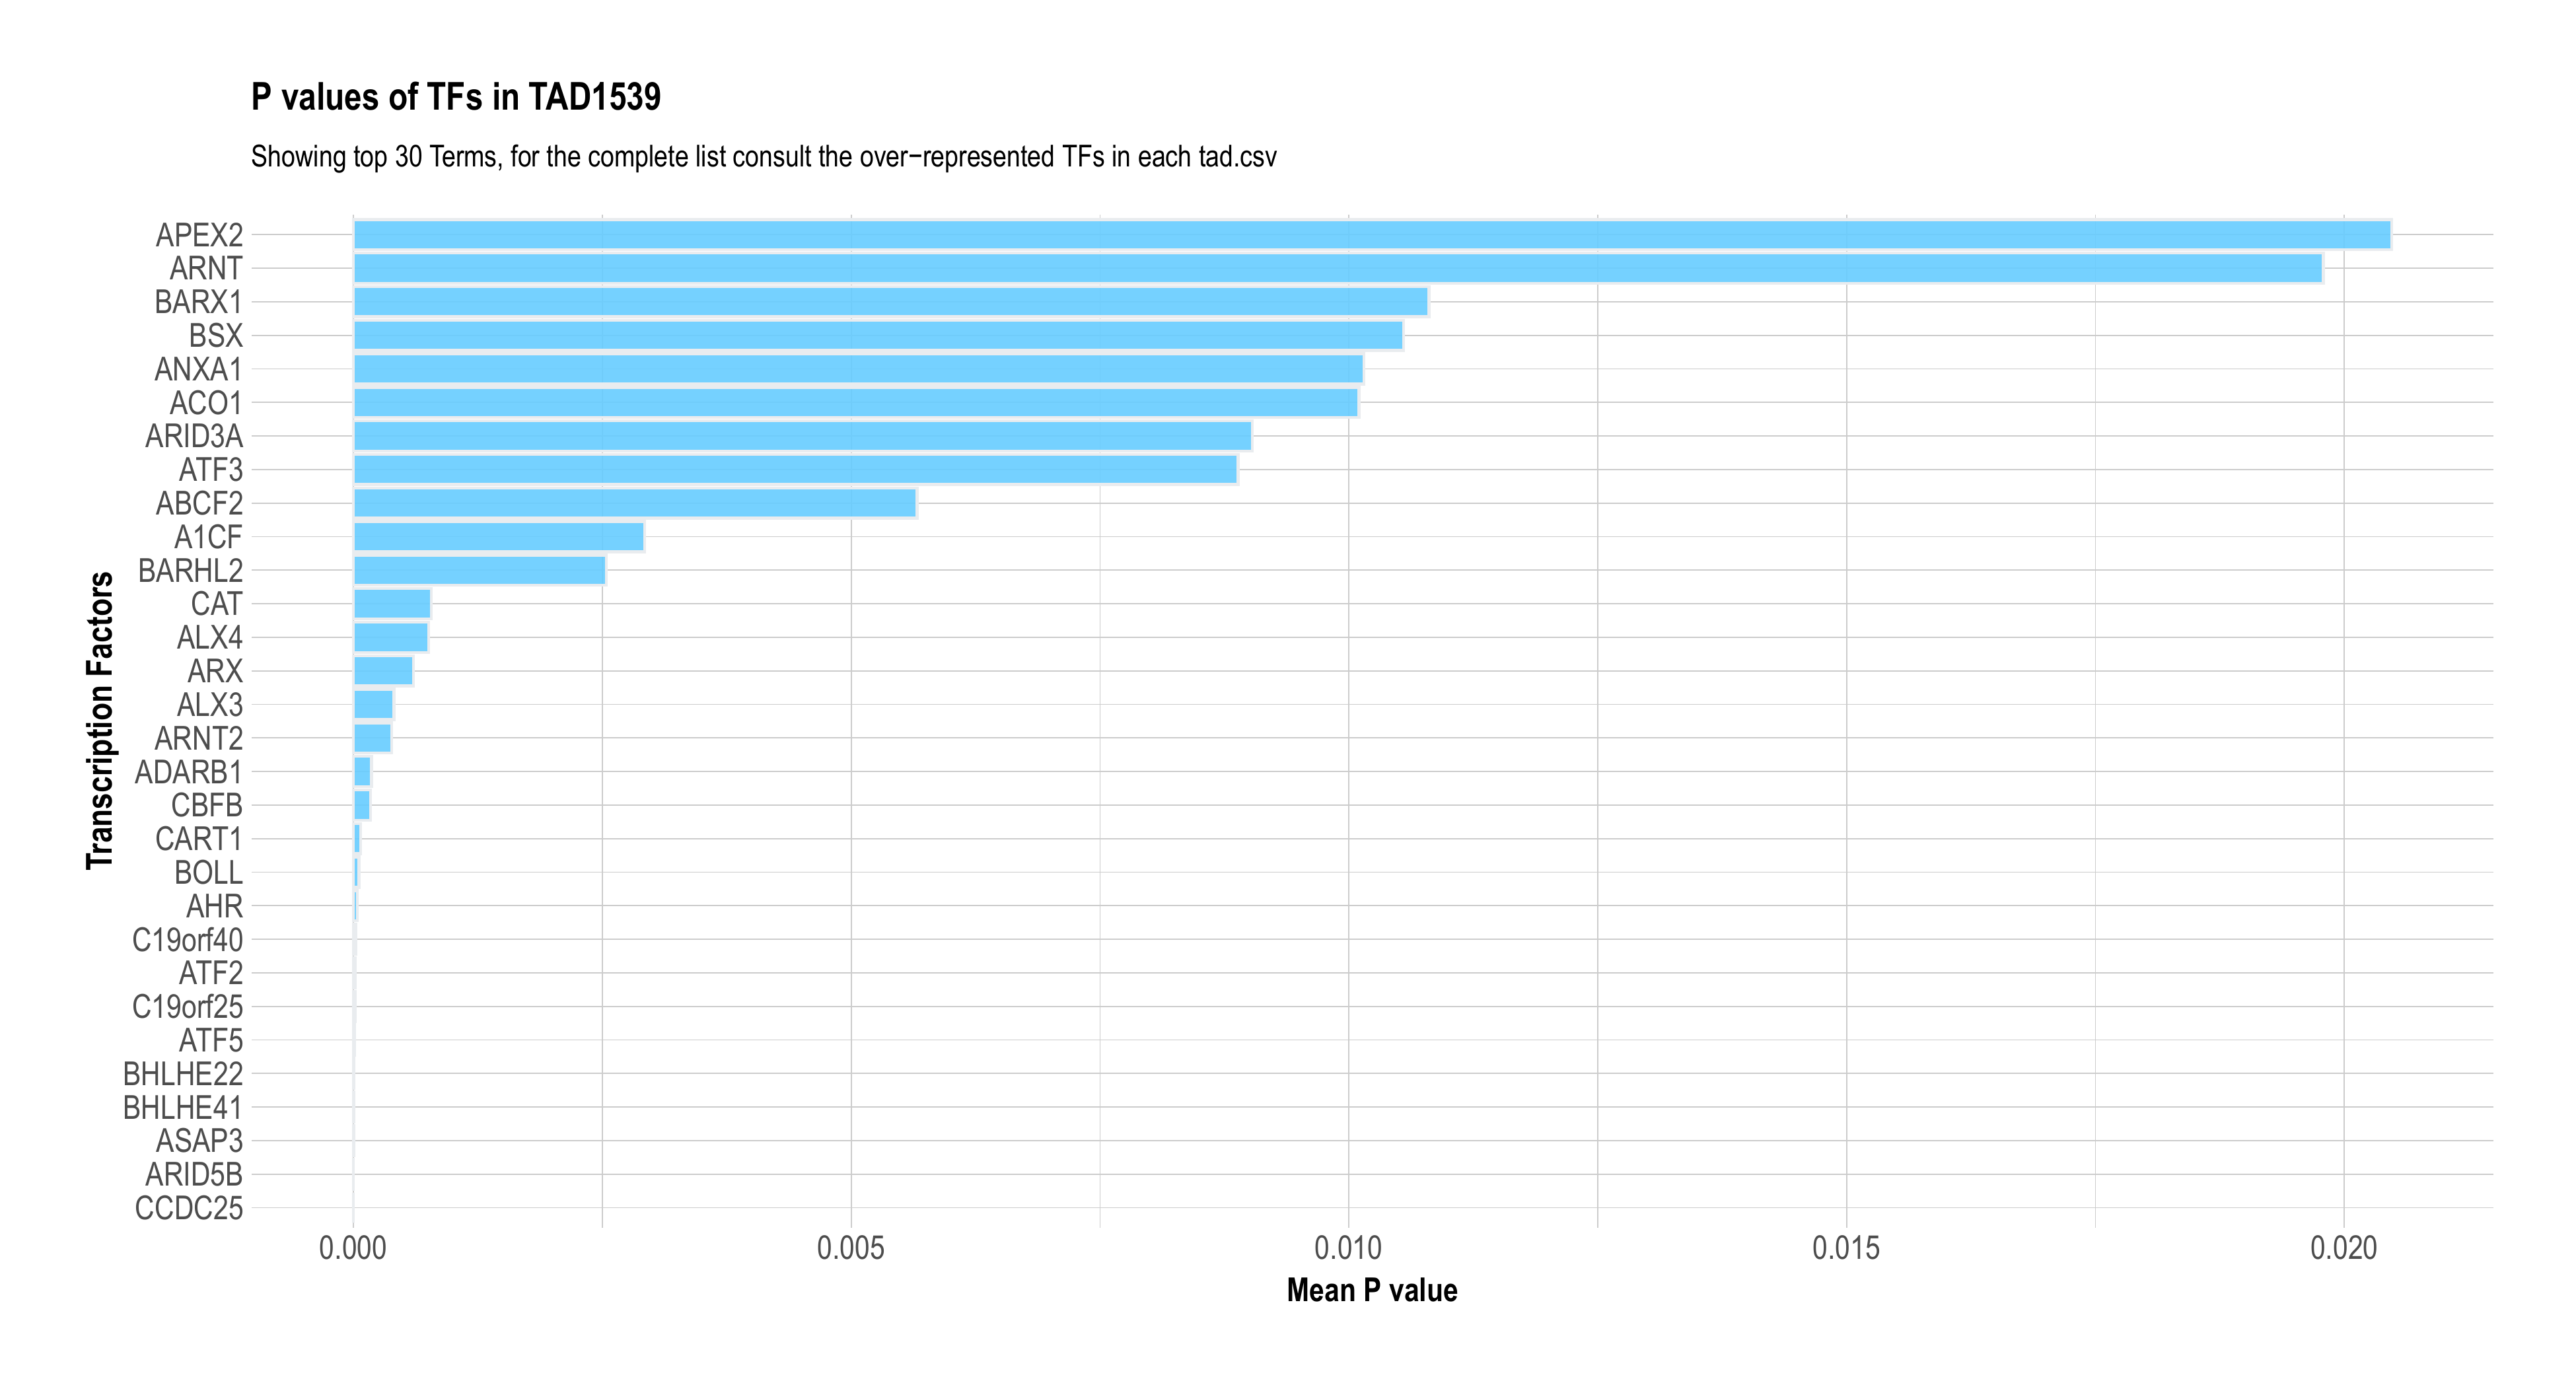 P values of TFs in TAD1539
Showing top 30 Terms, for the complete list consult the over−represented TFs in each tad.csv
Transcription Factors
APEX2
ARNT
BARX1
BSX
ANXA1
ACO1
ARID3A
ATF3
ABCF2
A1CF
BARHL2
CAT
ALX4
ARX
ALX3
ARNT2
ADARB1
CBFB
CART1
BOLL
AHR
C19orf40
ATF2
C19orf25
ATF5
BHLHE22
BHLHE41
ASAP3
ARID5B
CCDC25
0.000 0.005 0.010 0.015 0.020
Mean P value